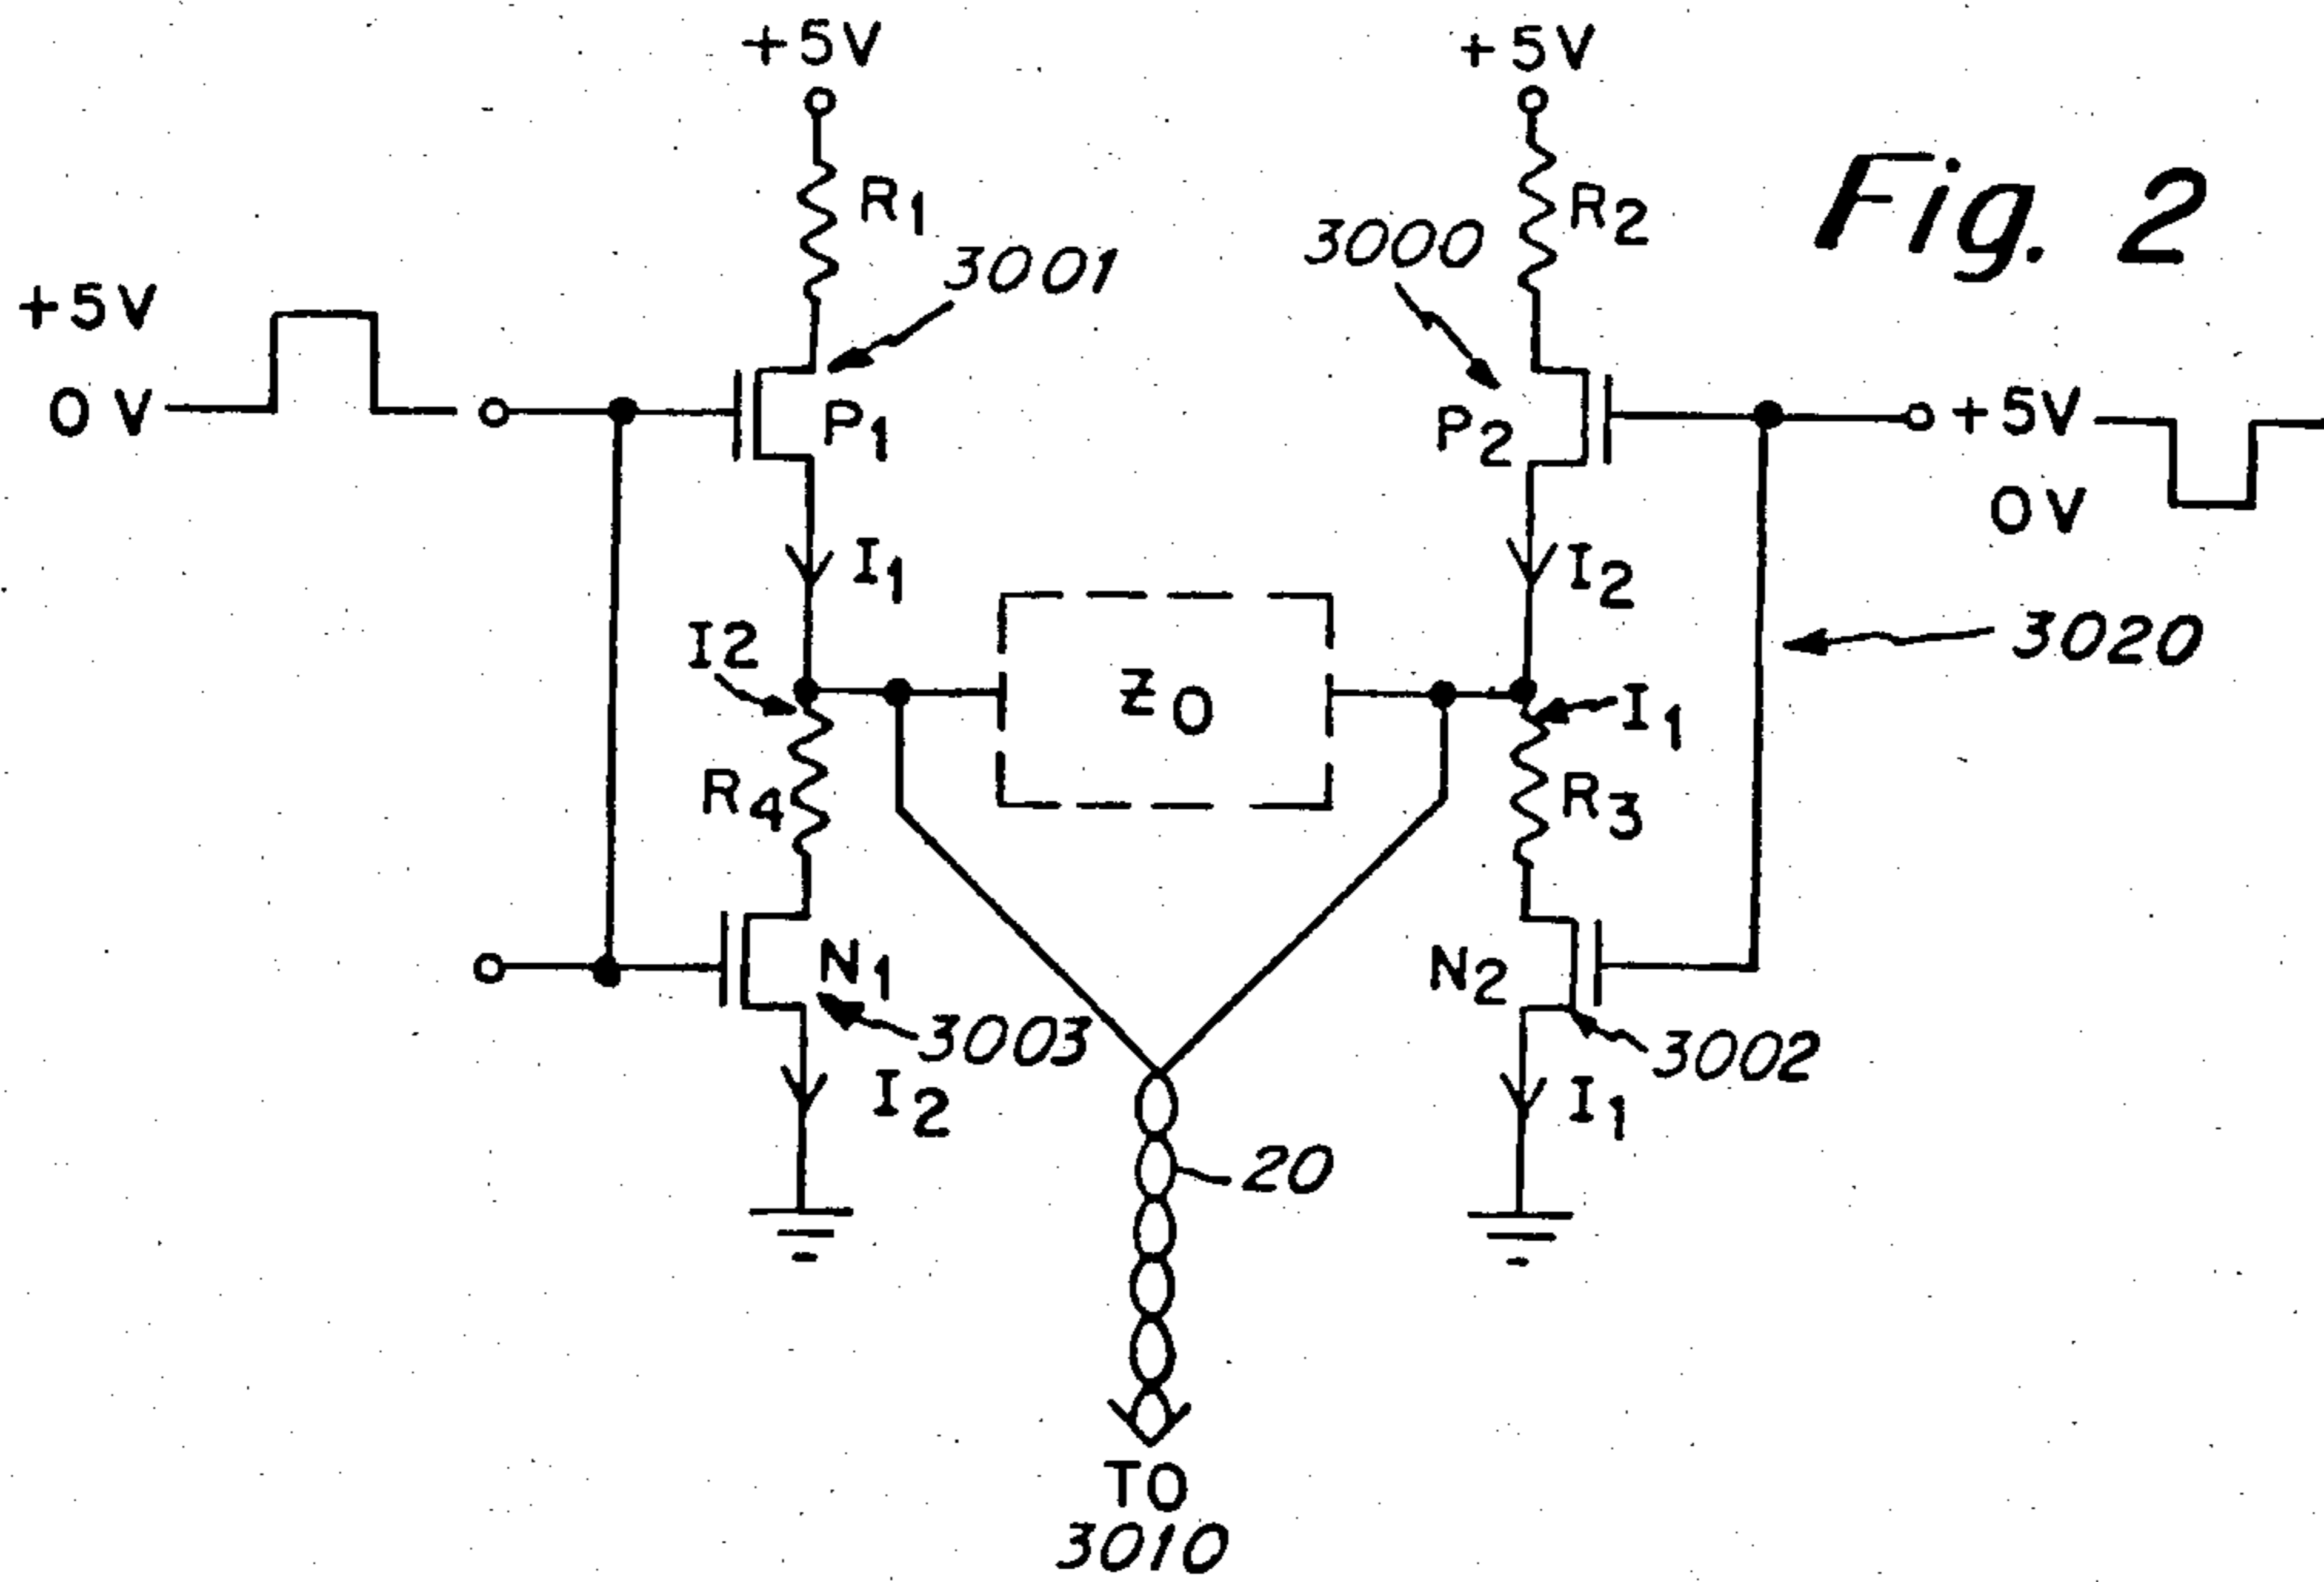 +5V
+5V
Fig. 2
R1
R2
3001
3000
+5V
0V
P1
P2
+5V
0V
I1
I2
I2
Z0
3020
I1
R4
R3
N1
N2
3003
3002
I2
I1
20
TO
3010